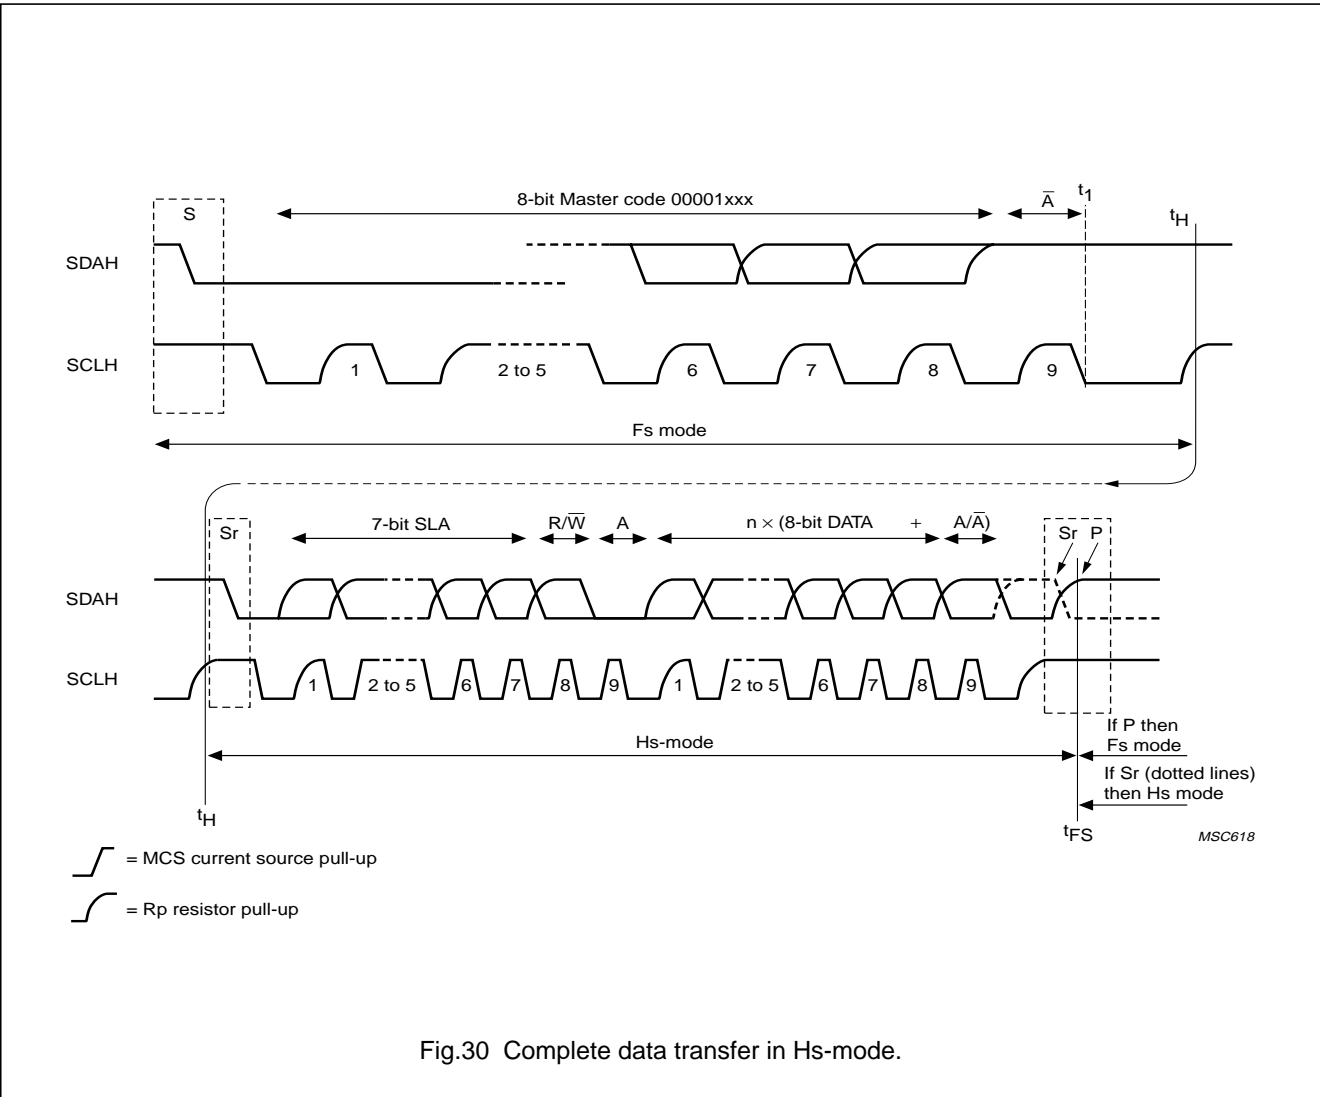 8-bit Master code 00001xxx
A̅
t1
S
tH
SDAH
SCLH
1
2 to 5
6
7
8
9
Fs mode
Sr
7-bit SLA
R/W̅
A
n × (8-bit DATA + A/A̅)
Sr P
SDAH
SCLH
1
2 to 5
6
7
8
9
1
2 to 5
6
7
8
9
If P then
Fs mode
Hs-mode
If Sr (dotted lines)
then Hs mode
tH
tFS
MSC618
= MCS current source pull-up
= Rp resistor pull-up
Fig.30 Complete data transfer in Hs-mode.